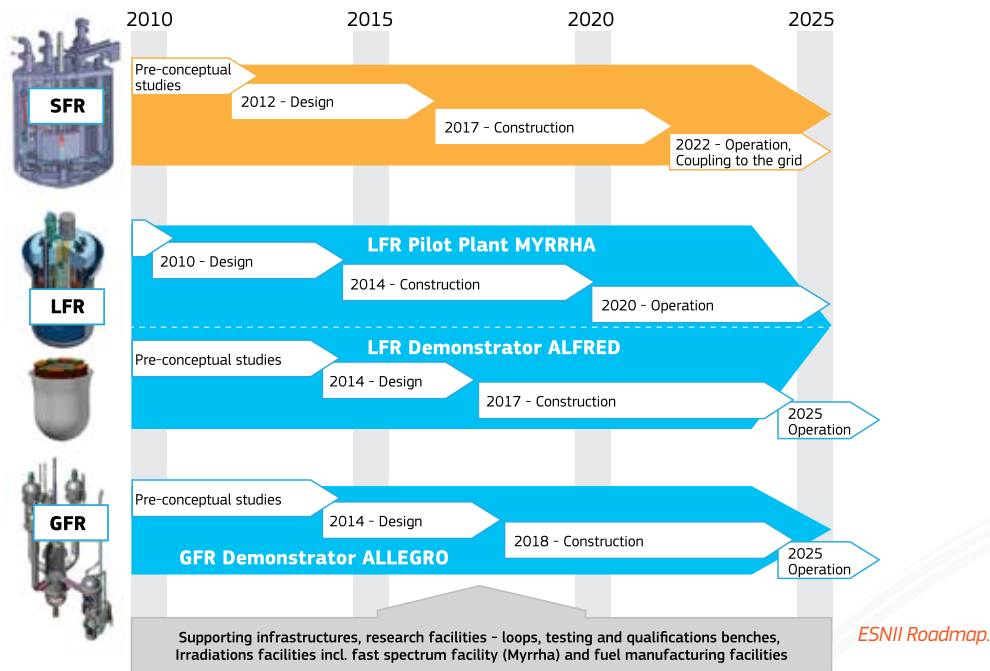 2010 2015 2020 2025
SFR
Pre-conceptual
studies
2012 - Design
2017 - Construction
2022 - Operation,
Coupling to the grid
LFR
LFR Pilot Plant MYRRHA
2010 - Design
2014 - Construction
2020 - Operation
LFR Demonstrator ALFRED
Pre-conceptual studies
2014 - Design
2017 - Construction
2025
Operation
GFR
Pre-conceptual studies
2014 - Design
2018 - Construction
2025
Operation
GFR Demonstrator ALLEGRO
Supporting infrastructures, research facilities - loops, testing and qualifications benches,
Irradiations facilities incl. fast spectrum facility (Myrrha) and fuel manufacturing facilities
ESNII Roadmap.